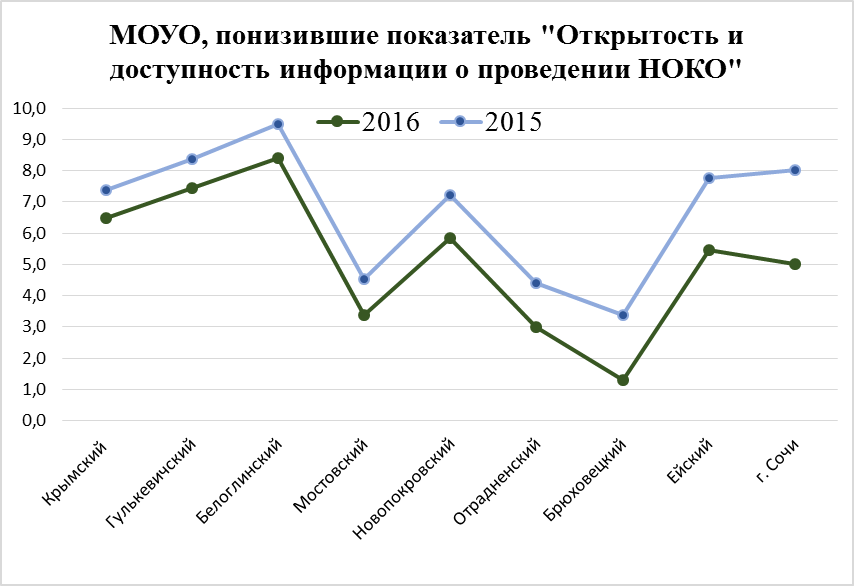 МОУО, понизившие показатель "Открытость и
доступность информации о проведении НОКО"
2016
2015
10,0
9,0
8,0
7,0
6,0
5,0
4,0
3,0
2,0
1,0
0,0
Крымский
Гулькевичский
Белоглинский
Мостовский
Новопокровский
Отрадненский
Брюховецкий
Ейский
г. Сочи